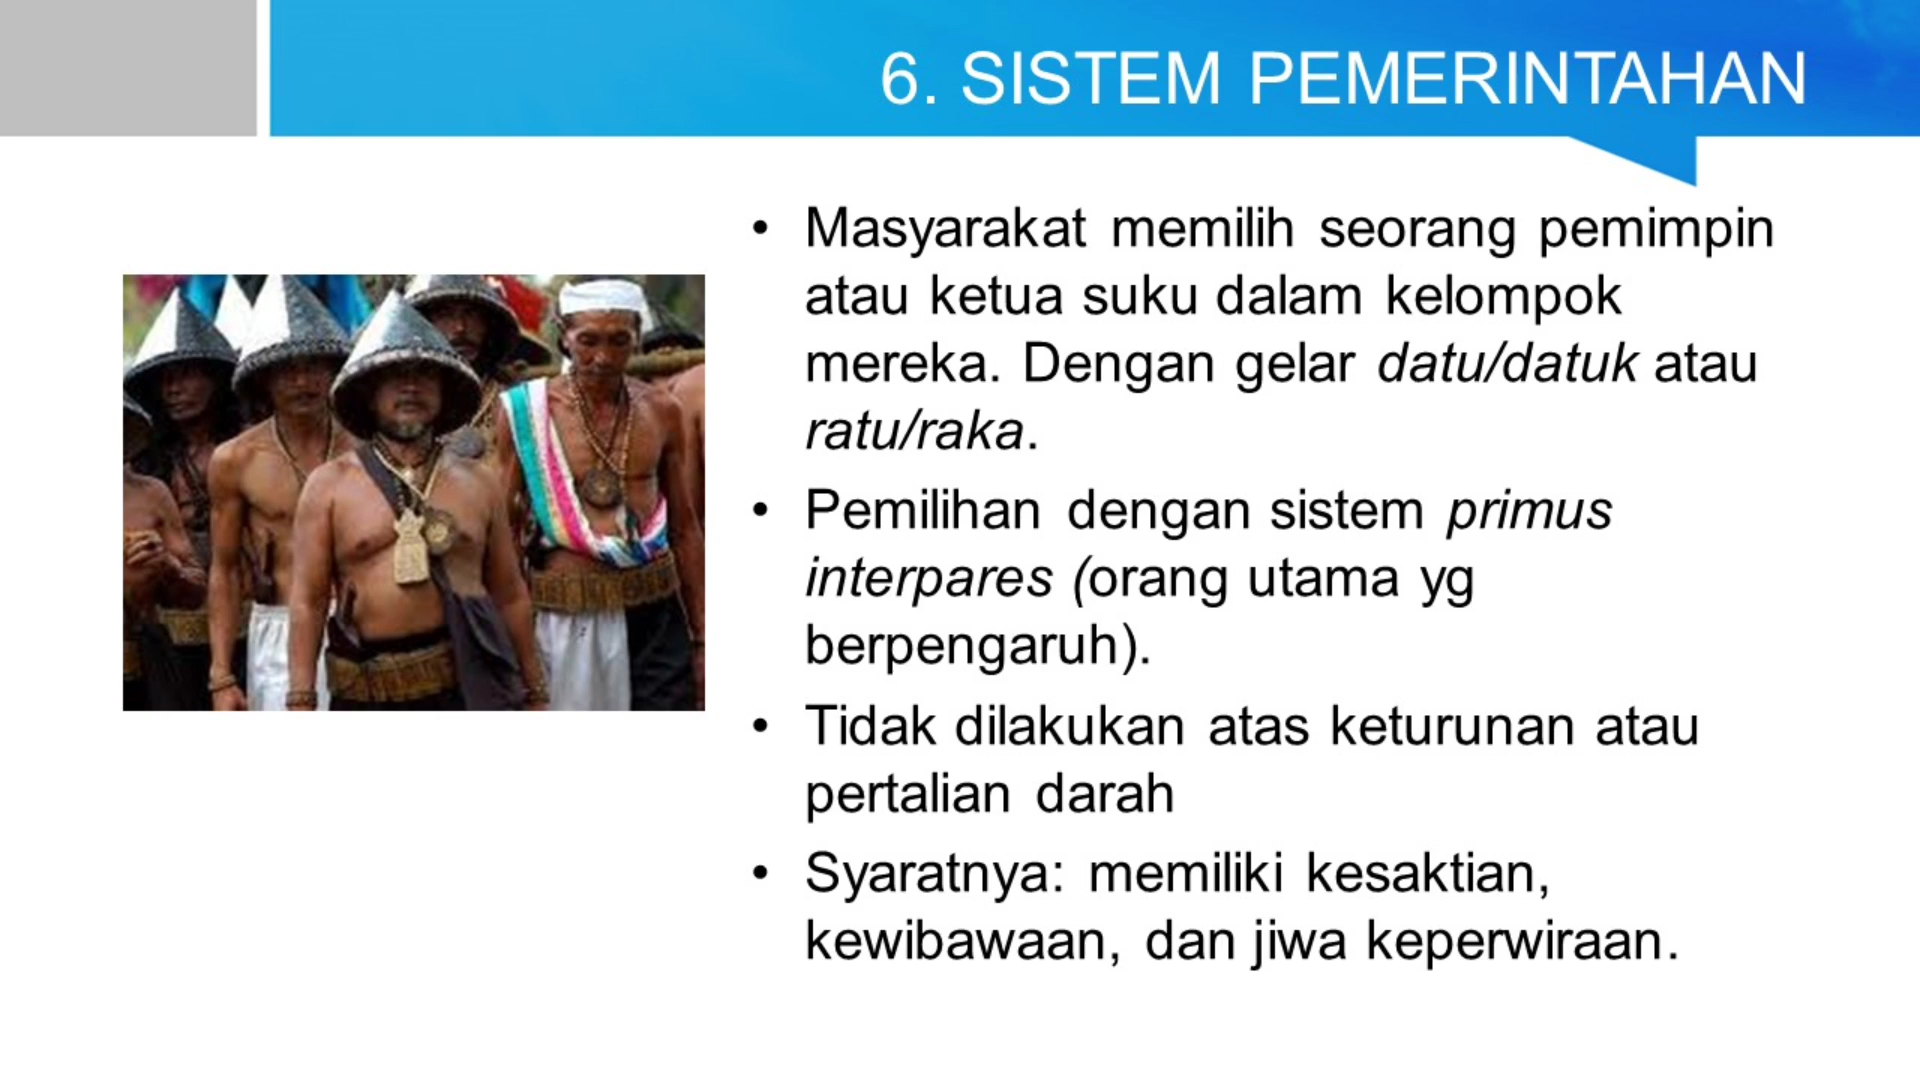 6. SISTEM PEMERINTAHAN
• Masyarakat memilih seorang pemimpin
atau ketua suku dalam kelompok
mereka. Dengan gelar datu/datuk atau
ratu/raka.
• Pemilihan dengan sistem primus
interpares (orang utama yg
berpengaruh).
• Tidak dilakukan atas keturunan atau
pertalian darah
• Syaratnya: memiliki kesaktian,
kewibawaan, dan jiwa keperwiraan.